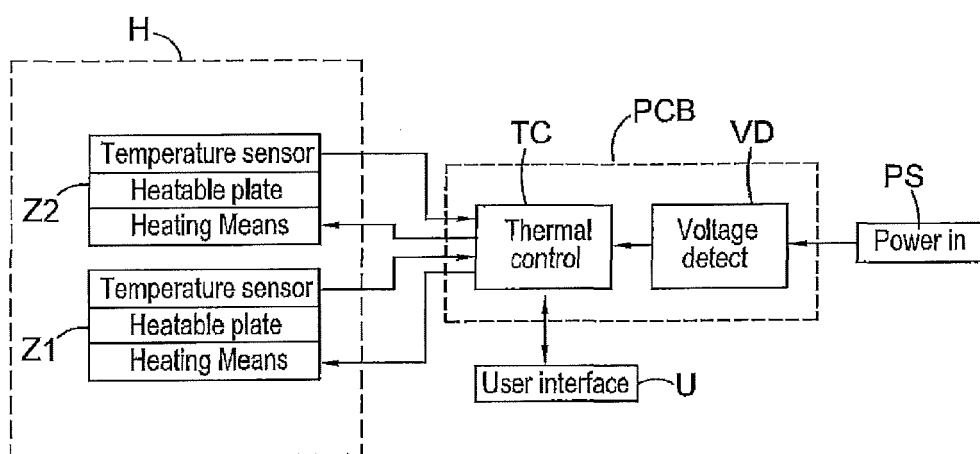 H
PCB
TC
VD
PS
Z2
Temperature sensor
Heatable plate
Heating Means
Thermal
control
Voltage
detect
Power in
Z1
Temperature sensor
Heatable plate
Heating Means
User interface
U